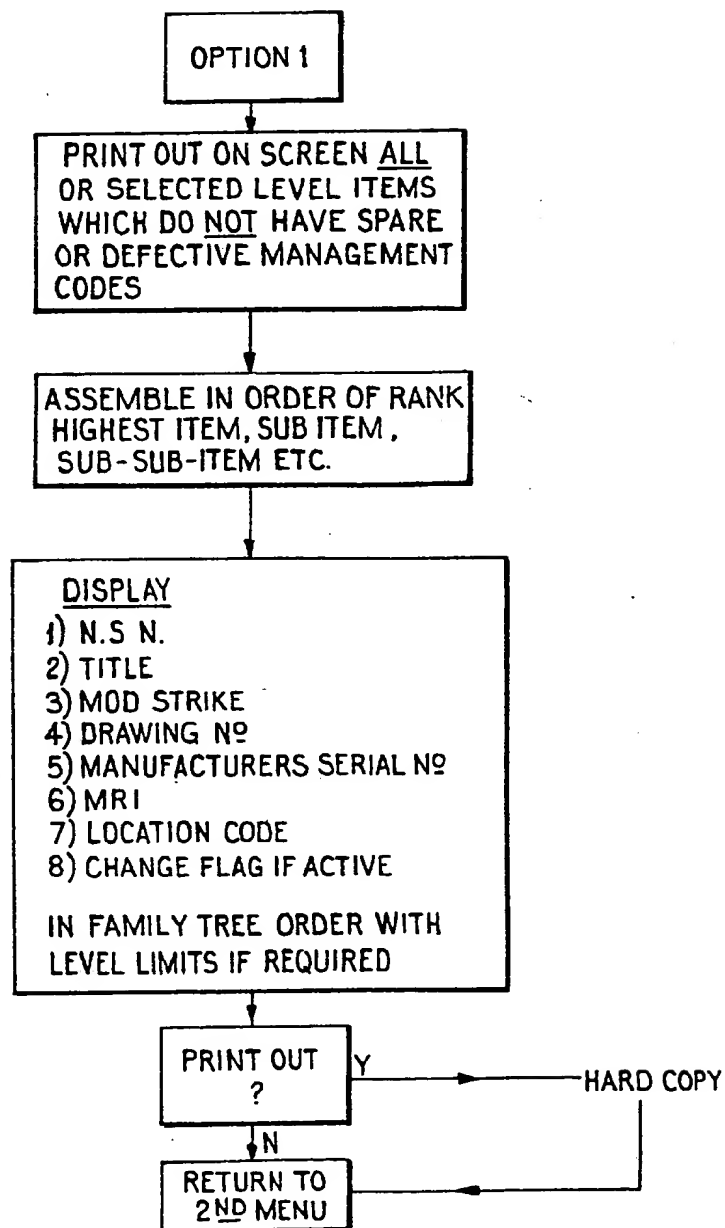 OPTION 1
PRINT OUT ON SCREEN ALL
OR SELECTED LEVEL ITEMS
WHICH DO NOT HAVE SPARE
OR DEFECTIVE MANAGEMENT
CODES
ASSEMBLE IN ORDER OF RANK
HIGHEST ITEM, SUB ITEM,
SUB-SUB-ITEM ETC.
DISPLAY
1) N.S N.
2) TITLE
3) MOD STRIKE
4) DRAWING Nº
5) MANUFACTURERS SERIAL Nº
6) MRI
7) LOCATION CODE
8) CHANGE FLAG IF ACTIVE
IN FAMILY TREE ORDER WITH
LEVEL LIMITS IF REQUIRED
PRINT OUT
?
Y
HARD COPY
N
RETURN TO
2ND MENU